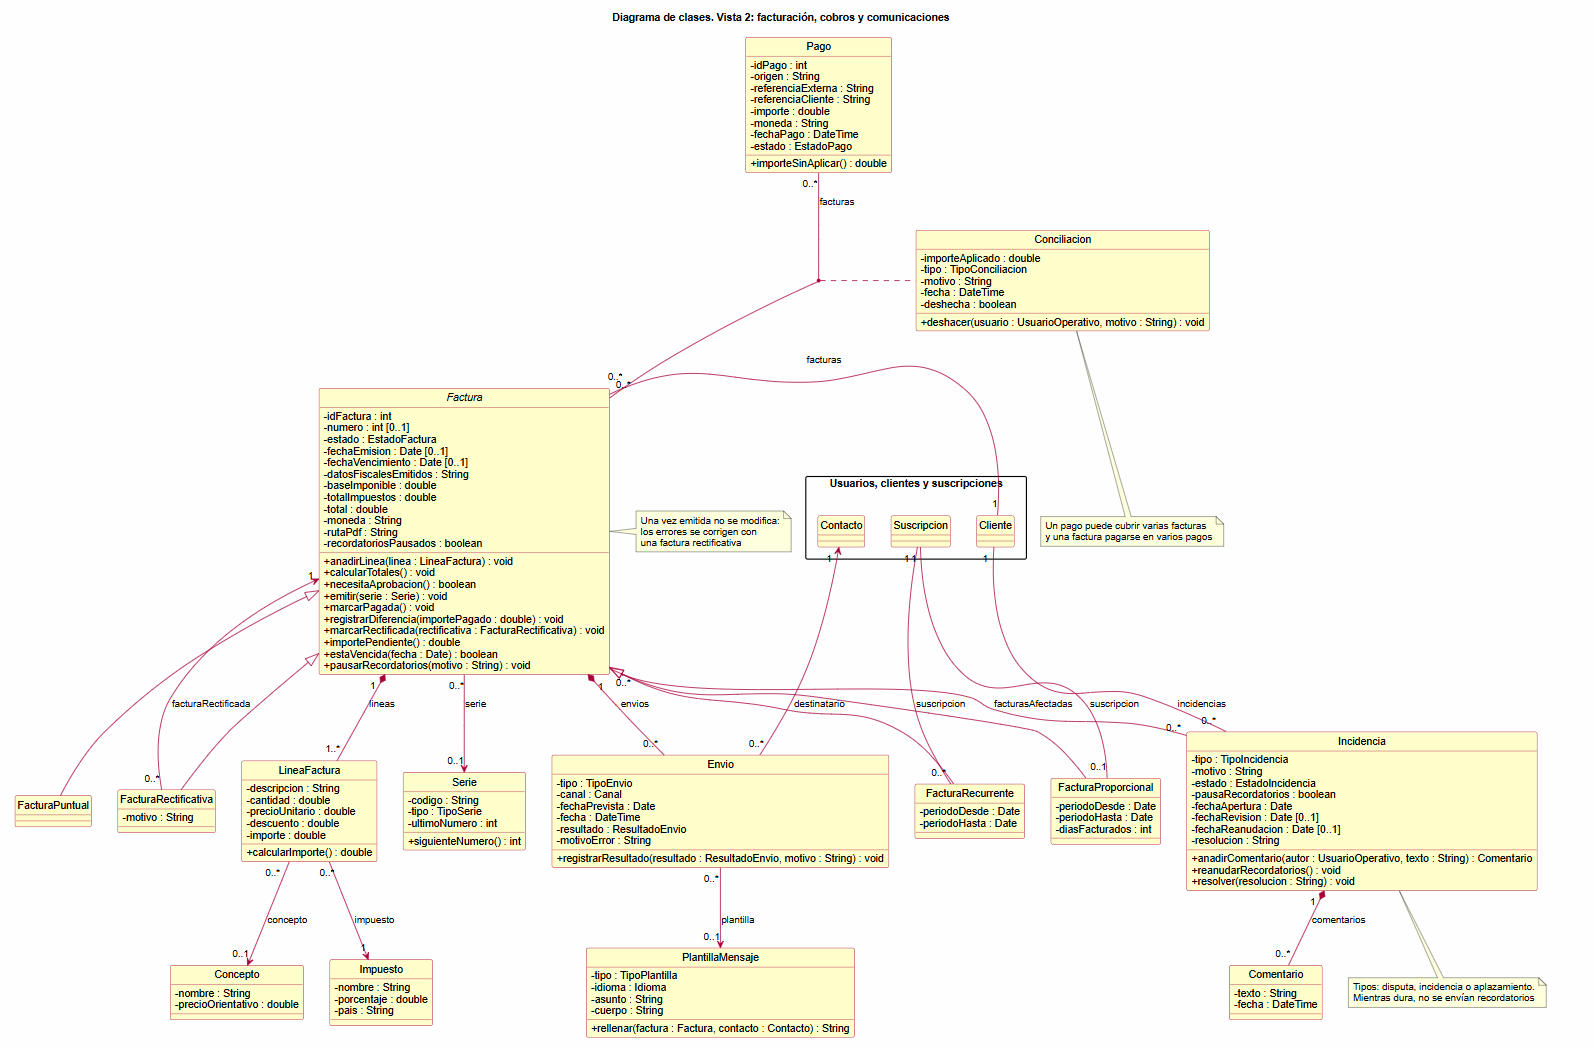 Diagrama de clases. Vista 2: facturación, cobros y comunicaciones
Pago
-idPago : int
-origen : String
-referenciaExterna : String
-referenciaCliente : String
-importe : double
-moneda : String
-fechaPago : DateTime
-estado : EstadoPago
+importeSinAplicar() : double
0..*
facturas
Conciliacion
-importeAplicado : double
-tipo : TipoConciliacion
-motivo : String
-fecha : DateTime
-deshecha : boolean
+deshacer(usuario : UsuarioOperativo, motivo : String) : void
facturas
0..*
0..*
Factura
-idFactura : int
-numero : int [0..1]
-estado : EstadoFactura
-fechaEmision : Date [0..1]
-fechaVencimiento : Date [0..1]
-datosFiscalesEmitidos : String
-baseImponible : double
-totalImpuestos : double
-total : double
-moneda : String
-rutaPdf : String
-recordatoriosPausados : boolean
+anadirLinea(linea : LineaFactura) : void
+calcularTotales() : void
+necesitaAprobacion() : boolean
+emitir(serie : Serie) : void
+marcarPagada() : void
+registrarDiferencia(importePagado : double) : void
+marcarRectificada(rectificativa : FacturaRectificativa) : void
+importePendiente() : double
+estaVencida(fecha : Date) : boolean
+pausarRecordatorios(motivo : String) : void
Una vez emitida no se modifica:
los errores se corrigen con
una factura rectificativa
Usuarios, clientes y suscripciones
1
Contacto
Suscripcion
Cliente
1
1
1
1
Un pago puede cubrir varias facturas
y una factura pagarse en varios pagos
1
1
0..*
1
0..*
facturaRectificada
lineas
serie
envios
destinatario
suscripcion
facturasAfectadas
suscripcion
incidencias
0..*
0..*
1..*
0..1
0..*
0..*
0..*
0..1
0..*
FacturaPuntual
FacturaRectificativa
-motivo : String
LineaFactura
-descripcion : String
-cantidad : double
-precioUnitario : double
-descuento : double
-importe : double
+calcularImporte() : double
Serie
-codigo : String
-tipo : TipoSerie
-ultimoNumero : int
+siguienteNumero() : int
Envio
-tipo : TipoEnvio
-canal : Canal
-fechaPrevista : Date
-fecha : DateTime
-resultado : ResultadoEnvio
-motivoError : String
+registrarResultado(resultado : ResultadoEnvio, motivo : String) : void
FacturaRecurrente
-periodoDesde : Date
-periodoHasta : Date
FacturaProporcional
-periodoDesde : Date
-periodoHasta : Date
-diasFacturados : int
Incidencia
-tipo : TipoIncidencia
-motivo : String
-estado : EstadoIncidencia
-pausaRecordatorios : boolean
-fechaApertura : Date
-fechaRevision : Date [0..1]
-fechaReanudacion : Date [0..1]
-resolucion : String
+anadirComentario(autor : UsuarioOperativo, texto : String) : Comentario
+reanudarRecordatorios() : void
+resolver(resolucion : String) : void
0..*
0..*
0..*
1
concepto
impuesto
plantilla
comentarios
0..1
1
0..1
0..*
Concepto
-nombre : String
-precioOrientativo : double
Impuesto
-nombre : String
-porcentaje : double
-pais : String
PlantillaMensaje
-tipo : TipoPlantilla
-idioma : Idioma
-asunto : String
-cuerpo : String
+rellenar(factura : Factura, contacto : Contacto) : String
Comentario
-texto : String
-fecha : DateTime
Tipos: disputa, incidencia o aplazamiento.
Mientras dura, no se envían recordatorios